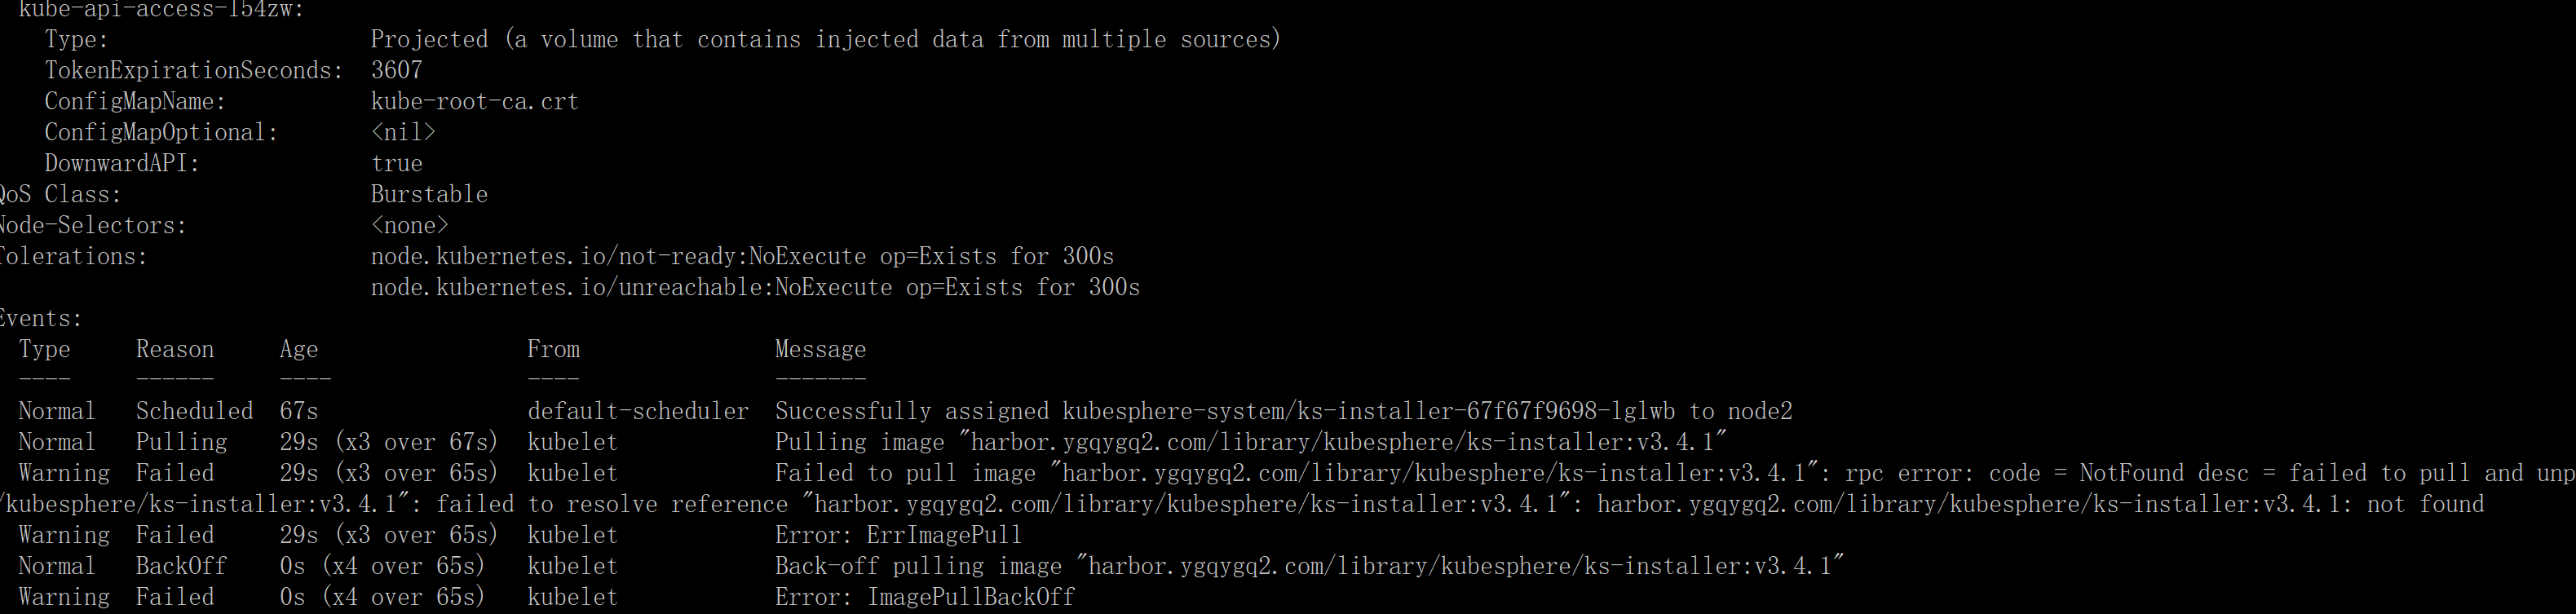 kube-api-access-l54zw:
Type: Projected (a volume that contains injected data from multiple sources)
TokenExpirationSeconds: 3607
ConfigMapName: kube-root-ca.crt
ConfigMapOptional: <nil>
DownwardAPI: true
QoS Class: Burstable
Node-Selectors: <none>
Tolerations: node.kubernetes.io/not-ready:NoExecute op=Exists for 300s
node.kubernetes.io/unreachable:NoExecute op=Exists for 300s
Events:
Type Reason Age From Message
---- ------ ---- ---- -------
Normal Scheduled 67s default-scheduler Successfully assigned kubesphere-system/ks-installer-67f67f9698-lglwb to node2
Normal Pulling 29s (x3 over 67s) kubelet Pulling image "harbor.ygqygq2.com/library/kubesphere/ks-installer:v3.4.1"
Warning Failed 29s (x3 over 65s) kubelet Failed to pull image "harbor.ygqygq2.com/library/kubesphere/ks-installer:v3.4.1": rpc error: code = NotFound desc = failed to pull and unp
/kubesphere/ks-installer:v3.4.1": failed to resolve reference "harbor.ygqygq2.com/library/kubesphere/ks-installer:v3.4.1": harbor.ygqygq2.com/library/kubesphere/ks-installer:v3.4.1: not found
Warning Failed 29s (x3 over 65s) kubelet Error: ErrImagePull
Normal BackOff 0s (x4 over 65s) kubelet Back-off pulling image "harbor.ygqygq2.com/library/kubesphere/ks-installer:v3.4.1"
Warning Failed 0s (x4 over 65s) kubelet Error: ImagePullBackOff